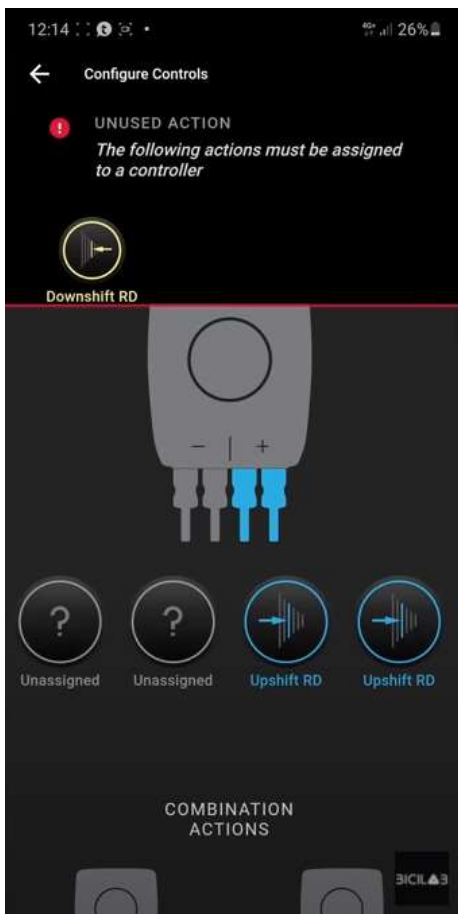 12:14
4G+
26%
Configure Controls
UNUSED ACTION
The following actions must be assigned
to a controller
Downshift RD
− | +
? ?
Unassigned Unassigned Upshift RD Upshift RD
COMBINATION
ACTIONS
BICILAB